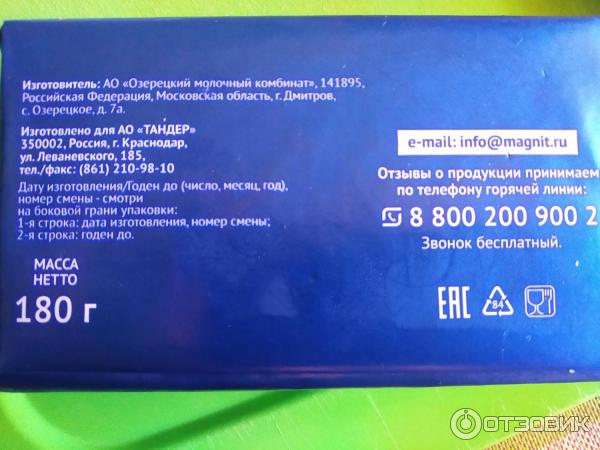 Изготовитель: АО «Озерецкий молочный комбинат», 141895,
Российская Федерация, Московская область, г. Дмитров,
с. Озерецкое, д. 7а.
Изготовлено для АО "ТАНДЕР"
350002, Россия, г. Краснодар,
ул. Леваневского, 185,
тел./факс: (861) 210-98-10
Дату изготовления/Годен до (число, месяц, год),
номер смены - смотри
на боковой грани упаковки:
1-я строка: дата изготовления, номер смены;
2-я строка: годен до.
МАССА
НЕТТО
180 г
e-mail: info@magnit.ru
Отзывы о продукции принимаем
по телефону горячей линии:
8 800 200 900 2
Звонок бесплатный.
EAC
84
ОТЗОВИК